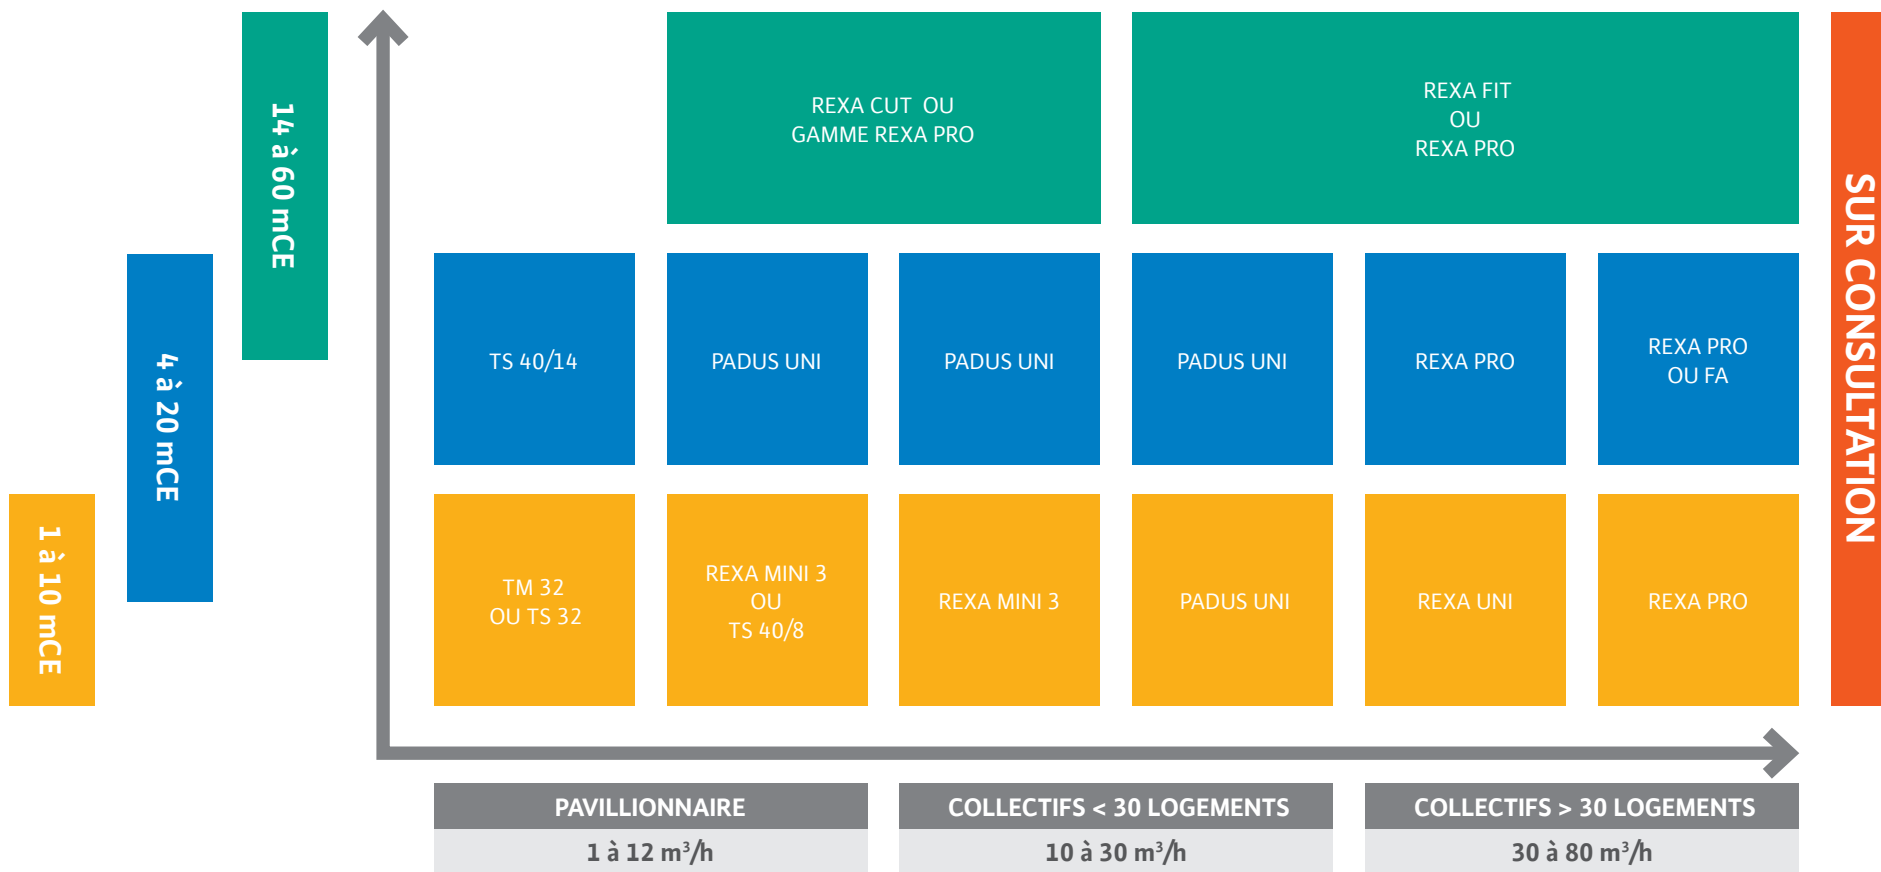 14 à 60 mCE
REXA CUT OU
GAMME REXA PRO
REXA FIT
OU
REXA PRO
SUR CONSULTATION
4 à 20 mCE
TS 40/14
PADUS UNI
PADUS UNI
PADUS UNI
REXA PRO
REXA PRO
OU FA
1 à 10 mCE
TM 32
OU TS 32
REXA MINI 3
OU
TS 40/8
REXA MINI 3
PADUS UNI
REXA UNI
REXA PRO
PAVILLIONNAIRE
COLLECTIFS < 30 LOGEMENTS
COLLECTIFS > 30 LOGEMENTS
1 à 12 m³/h
10 à 30 m³/h
30 à 80 m³/h